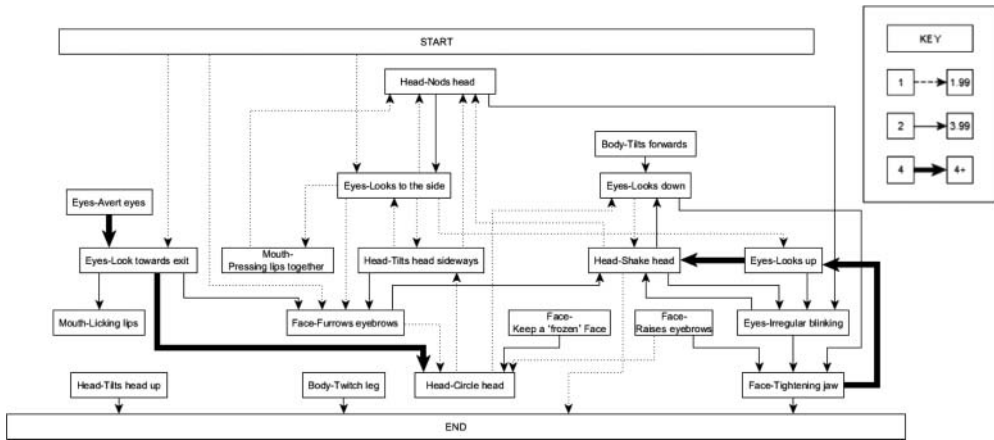 START
KEY
1 1.99
2 3.99
4 4+
Head-Nods head
Body-Tilts forwards
Eyes-Looks to the side
Eyes-Looks down
Eyes-Avert eyes
Eyes-Look towards exit
Mouth-
Pressing lips together
Head-Tilts head sideways
Head-Shake head
Eyes-Looks up
Mouth-Licking lips
Face-Furrows eyebrows
Face-
Keep a 'frozen' Face
Face-
Raises eyebrows
Eyes-Irregular blinking
Head-Tilts head up
Body-Twitch leg
Head-Circle head
Face-Tightening jaw
END